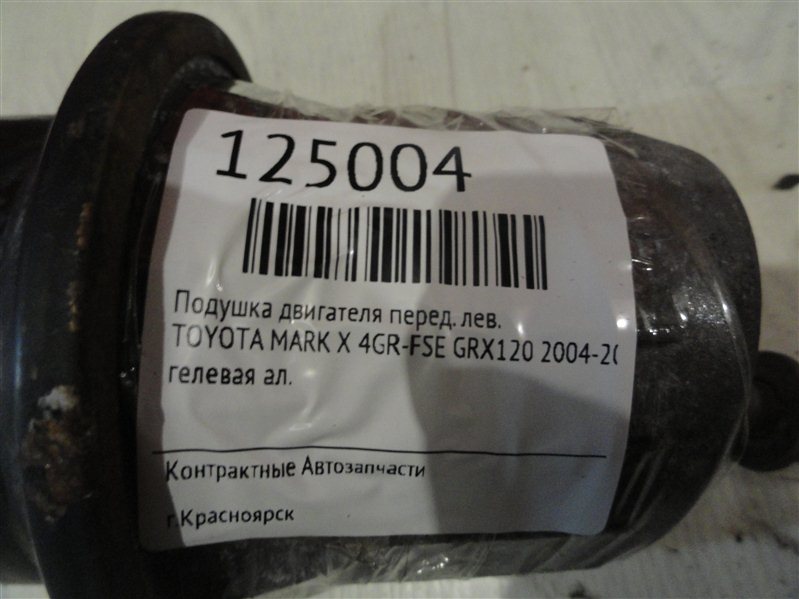 125004
Подушка двигателя перед. лев.
TOYOTA MARK X 4GR-FSE GRX120 2004-20
гелевая ал.
Контрактные Автозапчасти
г.Красноярск